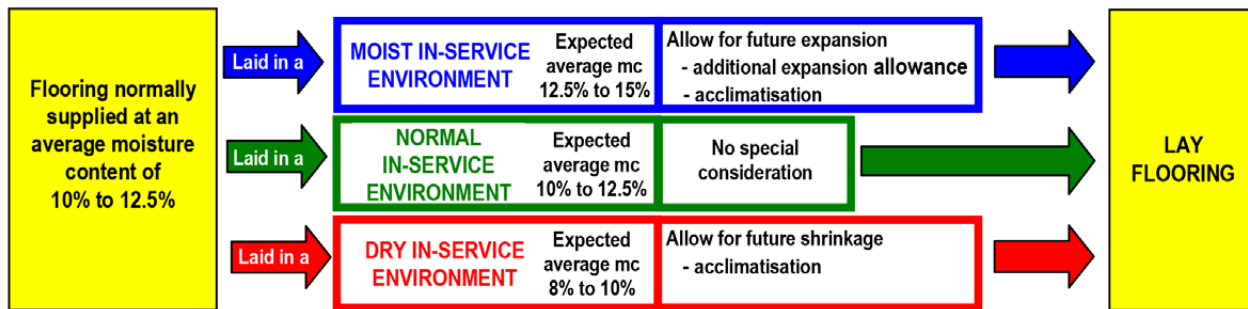 Flooring normally
supplied at an
average moisture
content of
10% to 12.5%
Laid in a
MOIST IN-SERVICE
ENVIRONMENT
Expected
average mc
12.5% to 15%
Allow for future expansion
- additional expansion allowance
- acclimatisation
Laid in a
NORMAL
IN-SERVICE
ENVIRONMENT
Expected
average mc
10% to 12.5%
No special
consideration
Laid in a
DRY IN-SERVICE
ENVIRONMENT
Expected
average mc
8% to 10%
Allow for future shrinkage
- acclimatisation
LAY
FLOORING